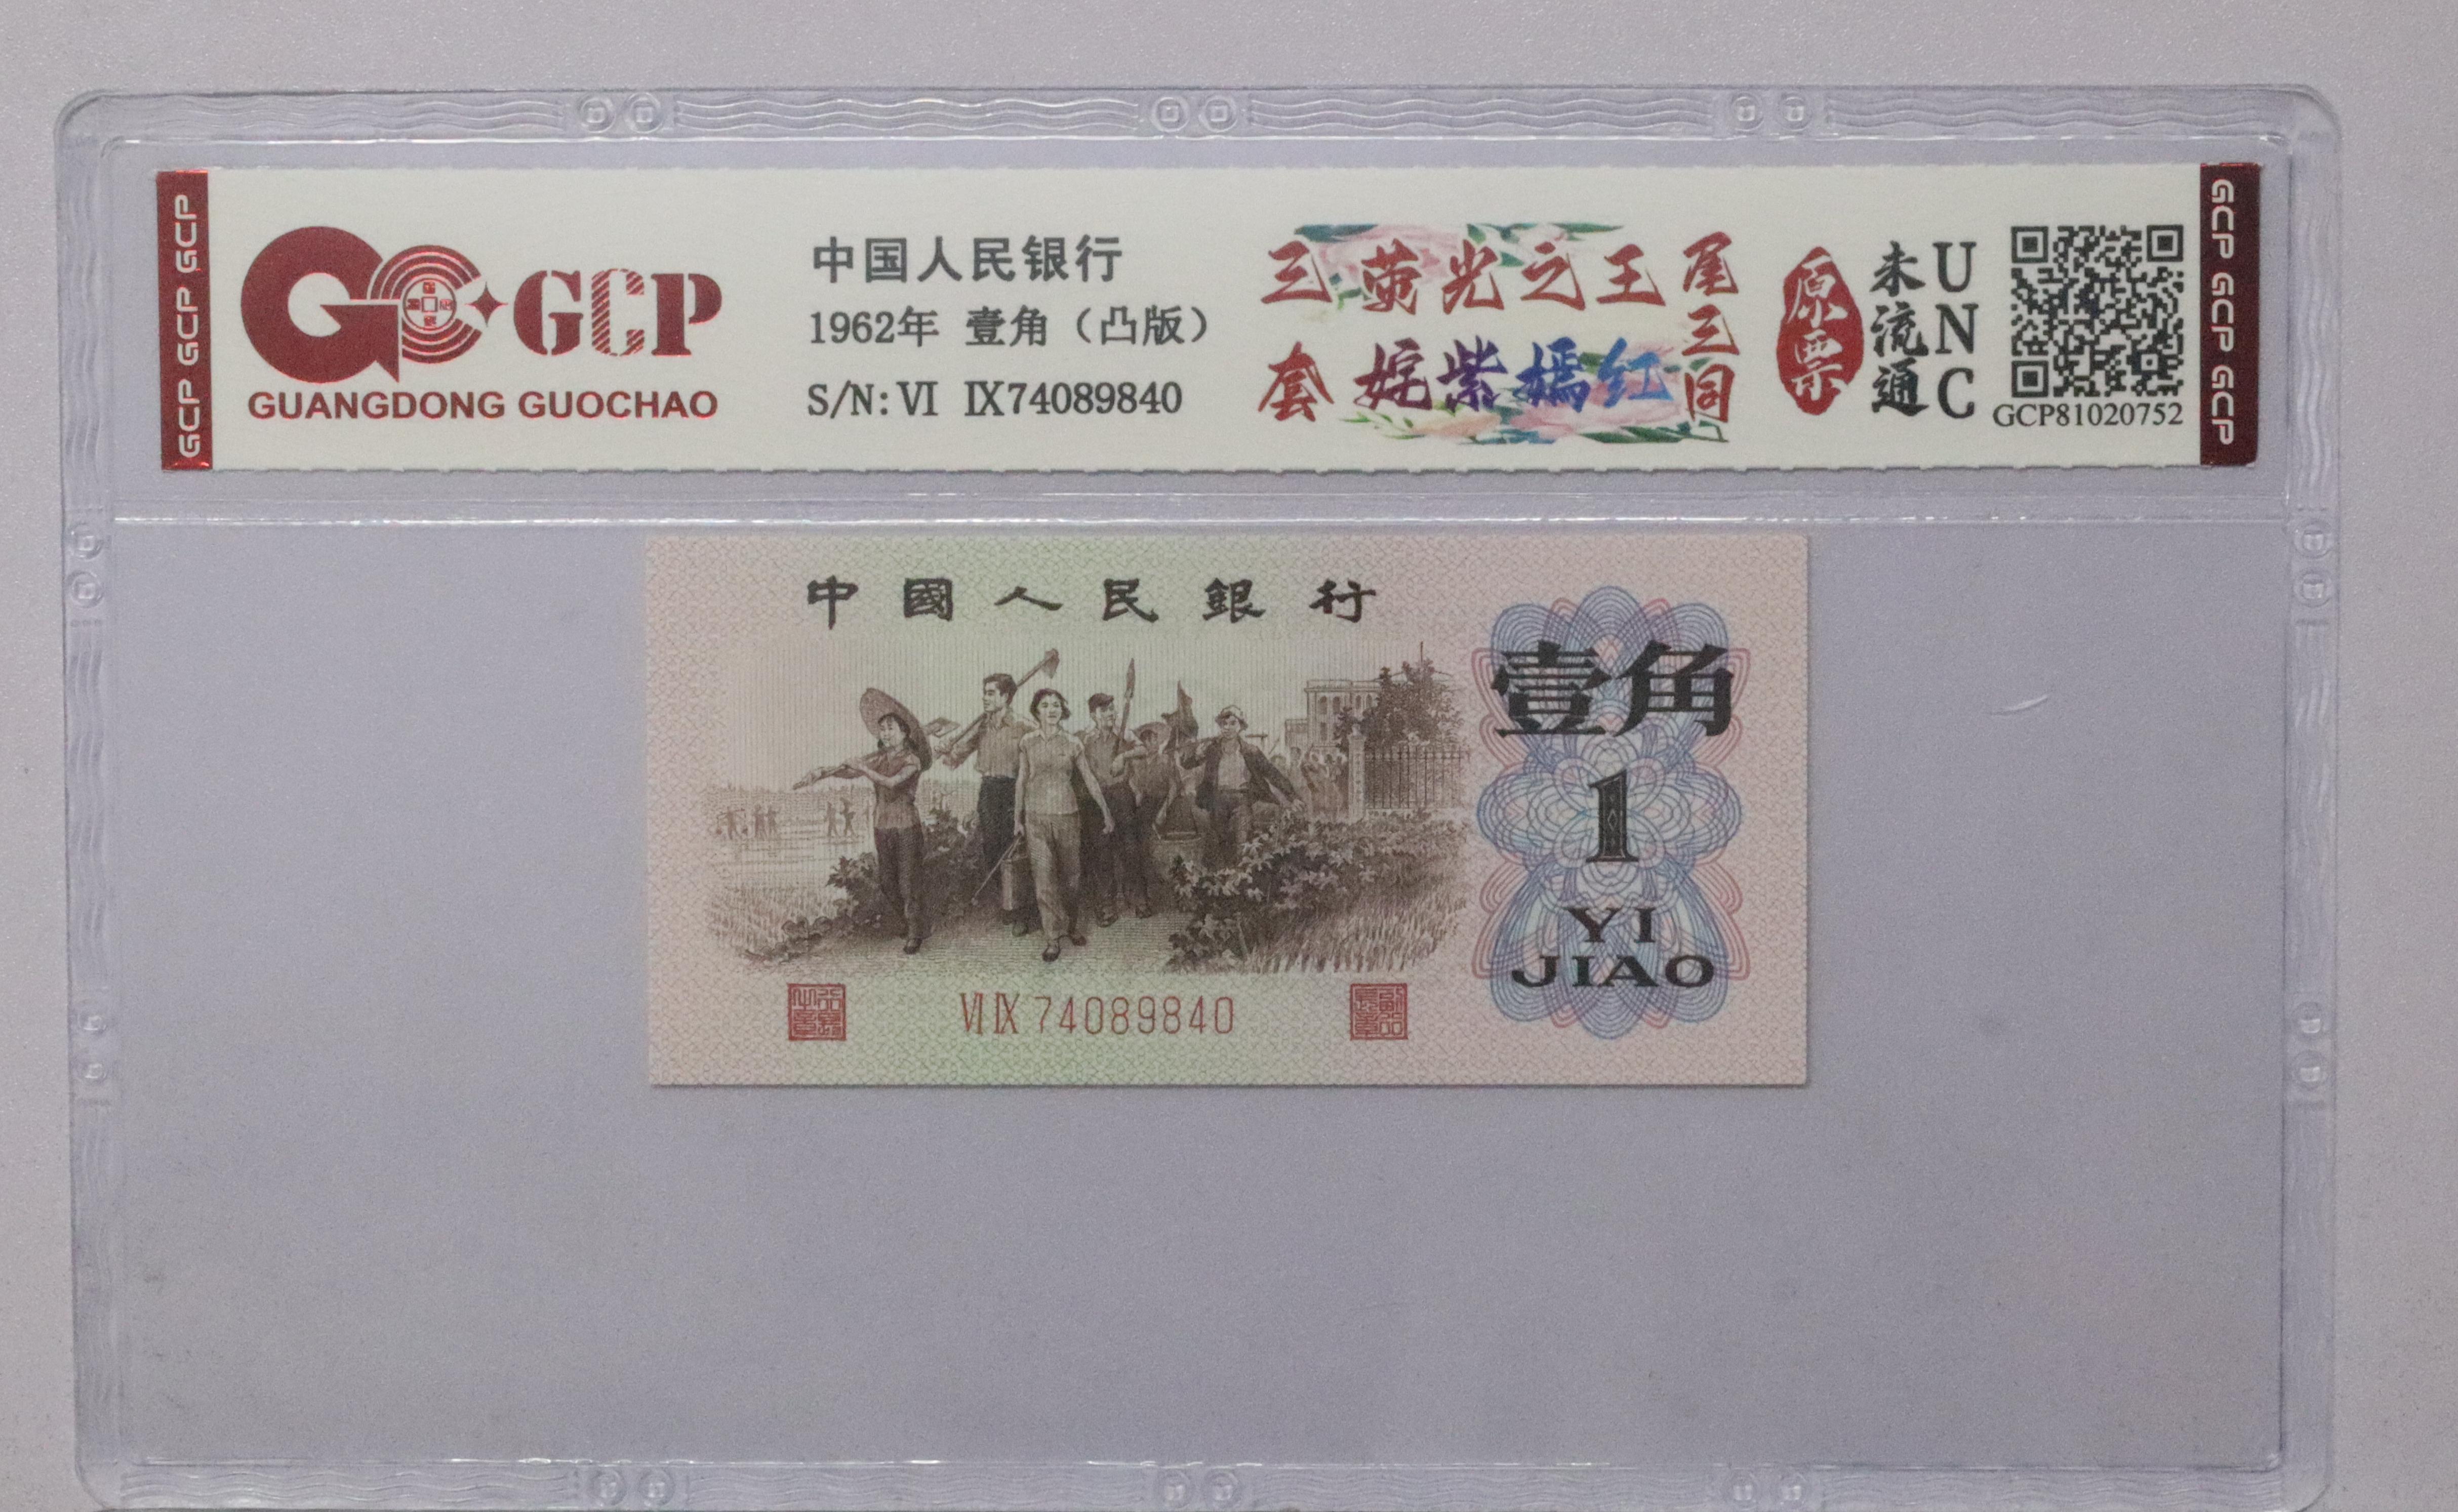 GCP GCP GCP
GCP
GUANGDONG GUOCHAO
中国人民银行
1962年 壹角（凸版）
S/N: VI IX74089840
三套
荧光之王
姹紫嫣红
尾三同
原票
未流通
UNC
GCP81020752
GCP GCP GCP
中國人民銀行
壹角
1
YI
JIAO
VI IX 74089840